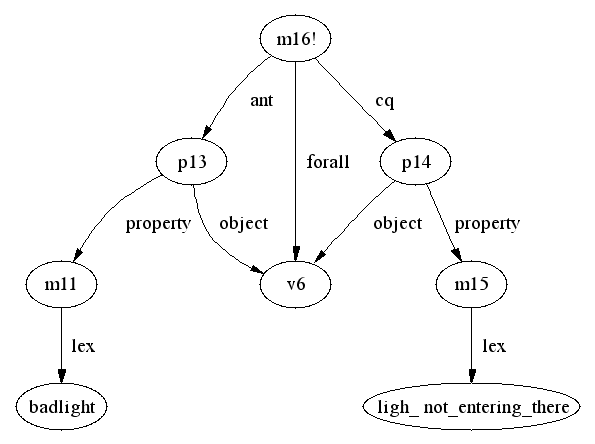 m16!
ant
cq
p13
forall
p14
property
object
object
property
m11
v6
m15
lex
lex
badlight
ligh_ not_entering_there